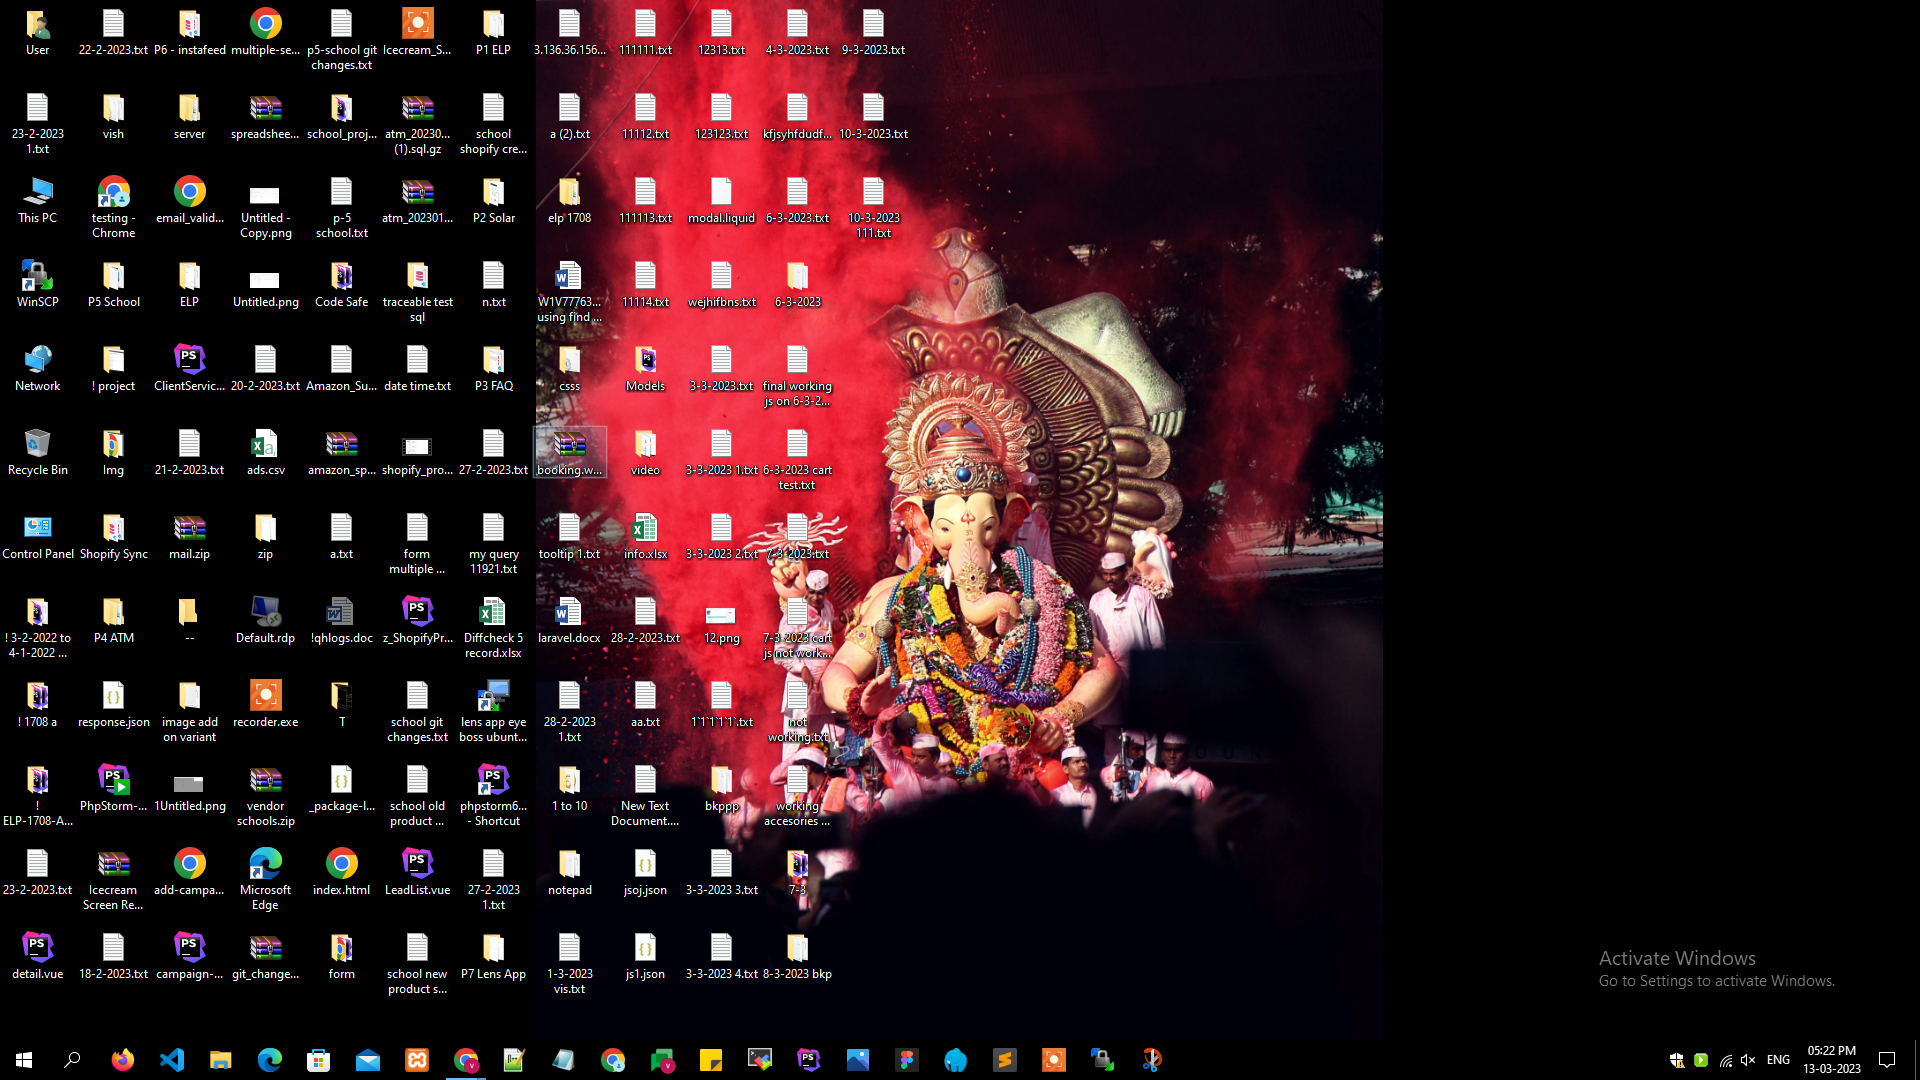 User
22-2-2023.txt
P6 - instafeed
multiple-se...
p5-school git
changes.txt
Icecream_S...
P1 ELP
3.136.36.156...
111111.txt
12313.txt
4-3-2023.txt
9-3-2023.txt
23-2-2023
1.txt
vish
server
spreadshee...
school_proj...
atm_20230...
(1).sql.gz
school
shopify cre...
a (2).txt
11112.txt
123123.txt
kfjsyhfdudf...
10-3-2023.txt
This PC
testing -
Chrome
email_valid...
Untitled -
Copy.png
p-5
school.txt
atm_202301...
P2 Solar
elp 1708
111113.txt
modal.liquid
6-3-2023.txt
10-3-2023
111.txt
WinSCP
P5 School
ELP
Untitled.png
Code Safe
traceable test
sql
n.txt
W1V77763...
using find ...
11114.txt
wejhifbns.txt
6-3-2023
Network
! project
ClientServic...
20-2-2023.txt
Amazon_Su...
date time.txt
P3 FAQ
csss
Models
3-3-2023.txt
final working
js on 6-3-2...
Recycle Bin
Img
21-2-2023.txt
ads.csv
amazon_sp...
shopify_pro...
27-2-2023.txt
booking.w...
video
3-3-2023 1.txt
6-3-2023 cart
test.txt
Control Panel
Shopify Sync
mail.zip
zip
a.txt
form
multiple ...
my query
11921.txt
tooltip 1.txt
info.xlsx
3-3-2023 2.txt
7-3-2023.txt
! 3-2-2022 to
4-1-2022 ...
P4 ATM
--
Default.rdp
!qhlogs.doc
z_ShopifyPr...
Diffcheck 5
record.xlsx
laravel.docx
28-2-2023.txt
12.png
7-3-2023 cart
js not work...
! 1708 a
response.json
image add
on variant
recorder.exe
T
school git
changes.txt
lens app eye
boss ubunt...
28-2-2023
1.txt
aa.txt
1`1`1`1`1`.txt
not
working.txt
!
ELP-1708-A...
PhpStorm-...
1Untitled.png
vendor
schools.zip
_package-l...
school old
product ...
phpstorm6...
- Shortcut
1 to 10
New Text
Document....
bkppp
working
accesories ...
23-2-2023.txt
Icecream
Screen Re...
add-campa...
Microsoft
Edge
index.html
LeadList.vue
27-2-2023
1.txt
notepad
jsoj.json
3-3-2023 3.txt
7-3
detail.vue
18-2-2023.txt
campaign-...
git_change...
form
school new
product s...
P7 Lens App
1-3-2023
vis.txt
js1.json
3-3-2023 4.txt
8-3-2023 bkp
Activate Windows
Go to Settings to activate Windows.
ENG
05:22 PM
13-03-2023